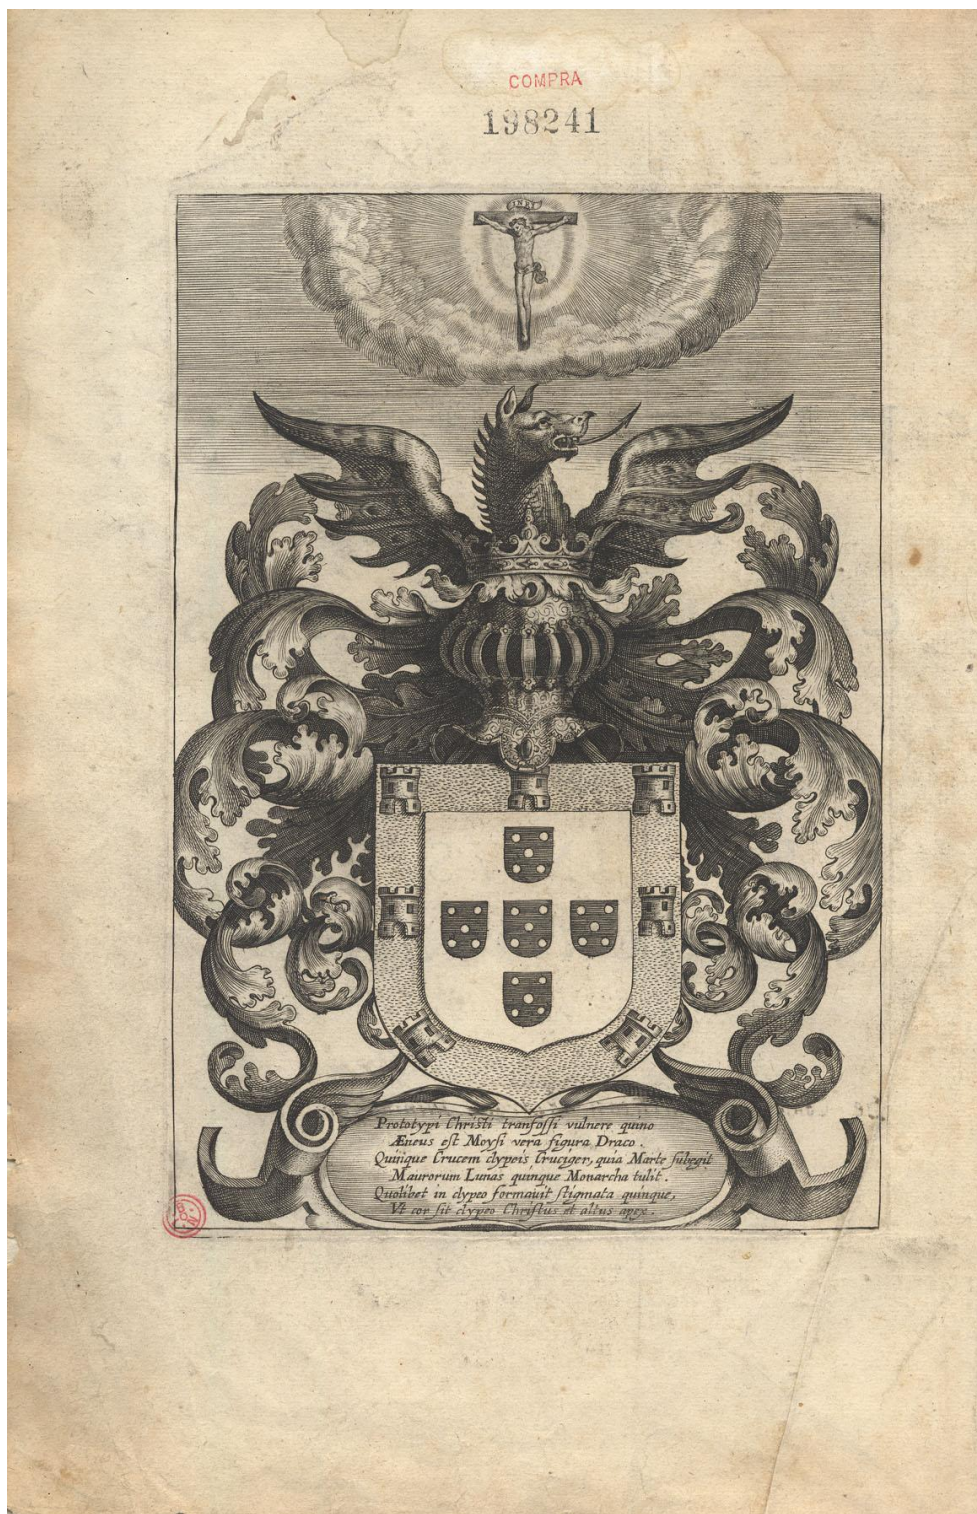 COMPRA
198241
INRI
Prototypi Christi tranfossi vulnere quino
Æneus est Moysi vera figura Draco.
Quinque Crucem clypeis Cruciger, quia Marte subegit
Maurorum Lunas quinque Monarcha tulit.
Quolibet in clypeo formauit stigmata quinque,
Vt cor sit clypeo Christus et altus apex.